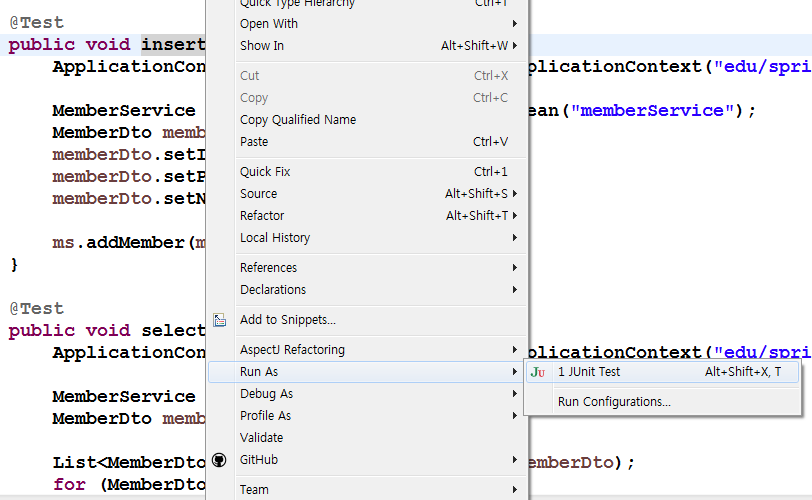 Quick Type Hierarchy Ctrl+T
@Test
Open With
public void insert
Show In Alt+Shift+W
ApplicationCon plicationContext("edu/spri
Cut Ctrl+X
Copy Ctrl+C
MemberService ean("memberService");
Copy Qualified Name
MemberDto memb
Paste Ctrl+V
memberDto.setI
memberDto.setP Quick Fix Ctrl+1
memberDto.setN Source Alt+Shift+S
Refactor Alt+Shift+T
ms.addMember(m Local History
}
References
Declarations
@Test
Add to Snippets...
public void select
ApplicationCon AspectJ Refactoring plicationContext("edu/spri
Run As 1 JUnit Test Alt+Shift+X, T
MemberService Debug As
Run Configurations...
MemberDto memb Profile As
Validate
List<MemberDto GitHub emberDto);
for (MemberDto
Team